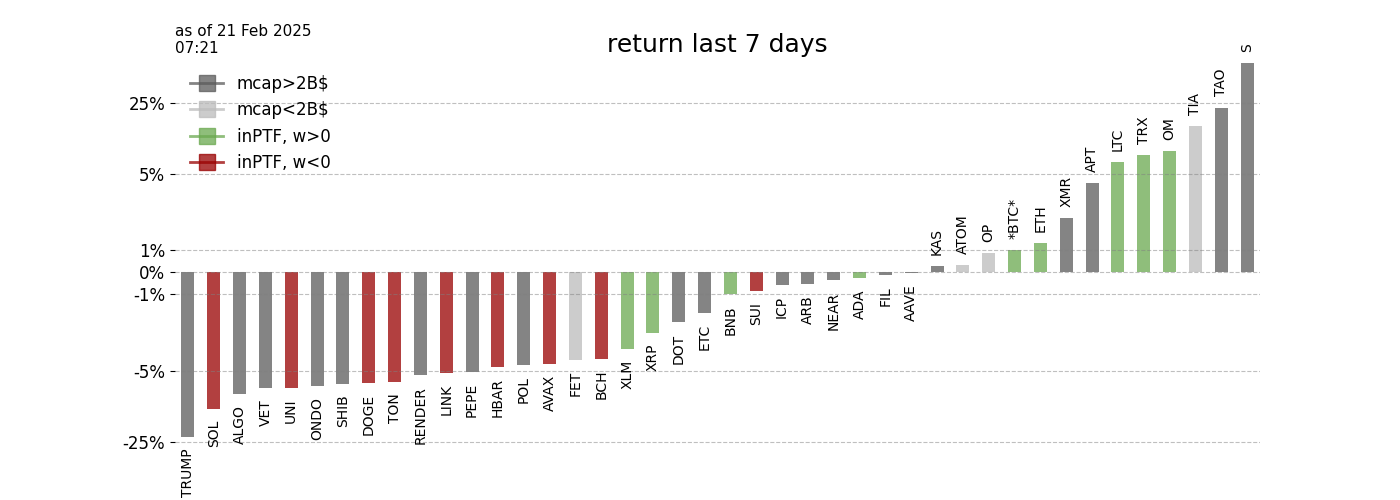 as of 21 Feb 2025
07:21
return last 7 days
mcap>2B$
mcap<2B$
inPTF, w>0
inPTF, w<0
25%
5%
1%
0%
-1%
-5%
-25%
TRUMP
SOL
ALGO
VET
UNI
ONDO
SHIB
DOGE
TON
RENDER
LINK
PEPE
HBAR
POL
AVAX
FET
BCH
XLM
XRP
DOT
ETC
BNB
SUI
ICP
ARB
NEAR
ADA
FIL
AAVE
KAS
ATOM
OP
*BTC*
ETH
XMR
APT
LTC
TRX
OM
TIA
TAO
S